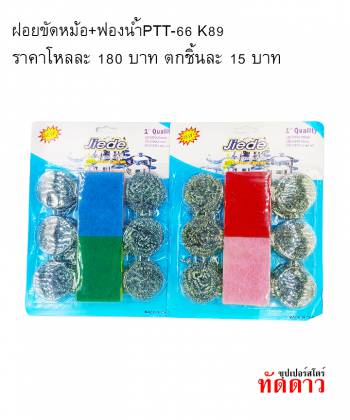 ฝอยขัดหม้อ+ฟองน้ำPTT-66 K89
ราคาโหลละ 180 บาท ตกชิ้นละ 15 บาท
Jiede
1' Quality
Jiede
1' Quality
ซุปเปอร์สโตร์
ทัดดาว